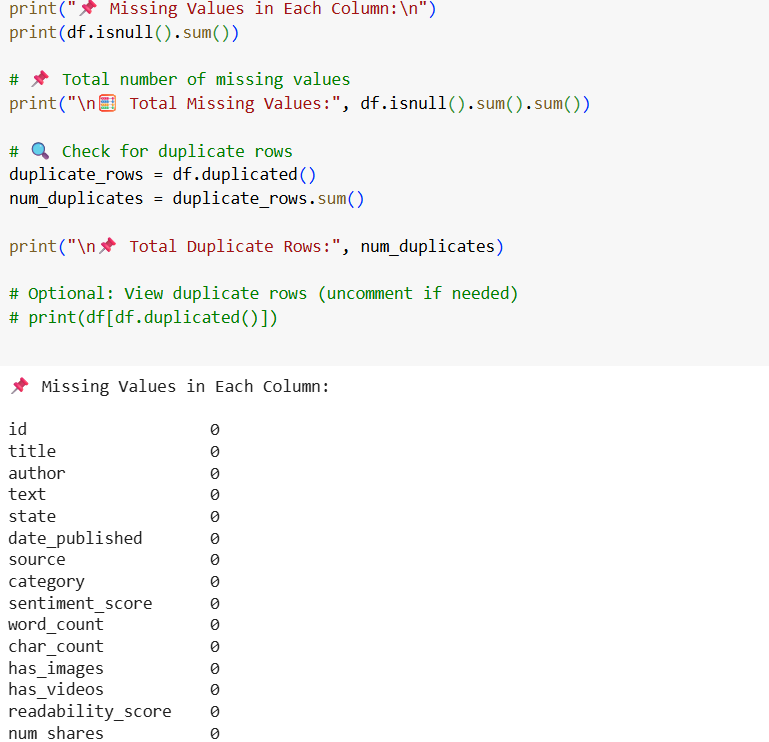 print("📌 Missing Values in Each Column:\n")
print(df.isnull().sum())
# 📌 Total number of missing values
print("\n🧮 Total Missing Values:", df.isnull().sum().sum())
# 🔍 Check for duplicate rows
duplicate_rows = df.duplicated()
num_duplicates = duplicate_rows.sum()
print("\n📌 Total Duplicate Rows:", num_duplicates)
# Optional: View duplicate rows (uncomment if needed)
# print(df[df.duplicated()])
📌 Missing Values in Each Column:
id 0
title 0
author 0
text 0
state 0
date_published 0
source 0
category 0
sentiment_score 0
word_count 0
char_count 0
has_images 0
has_videos 0
readability_score 0
num_shares 0